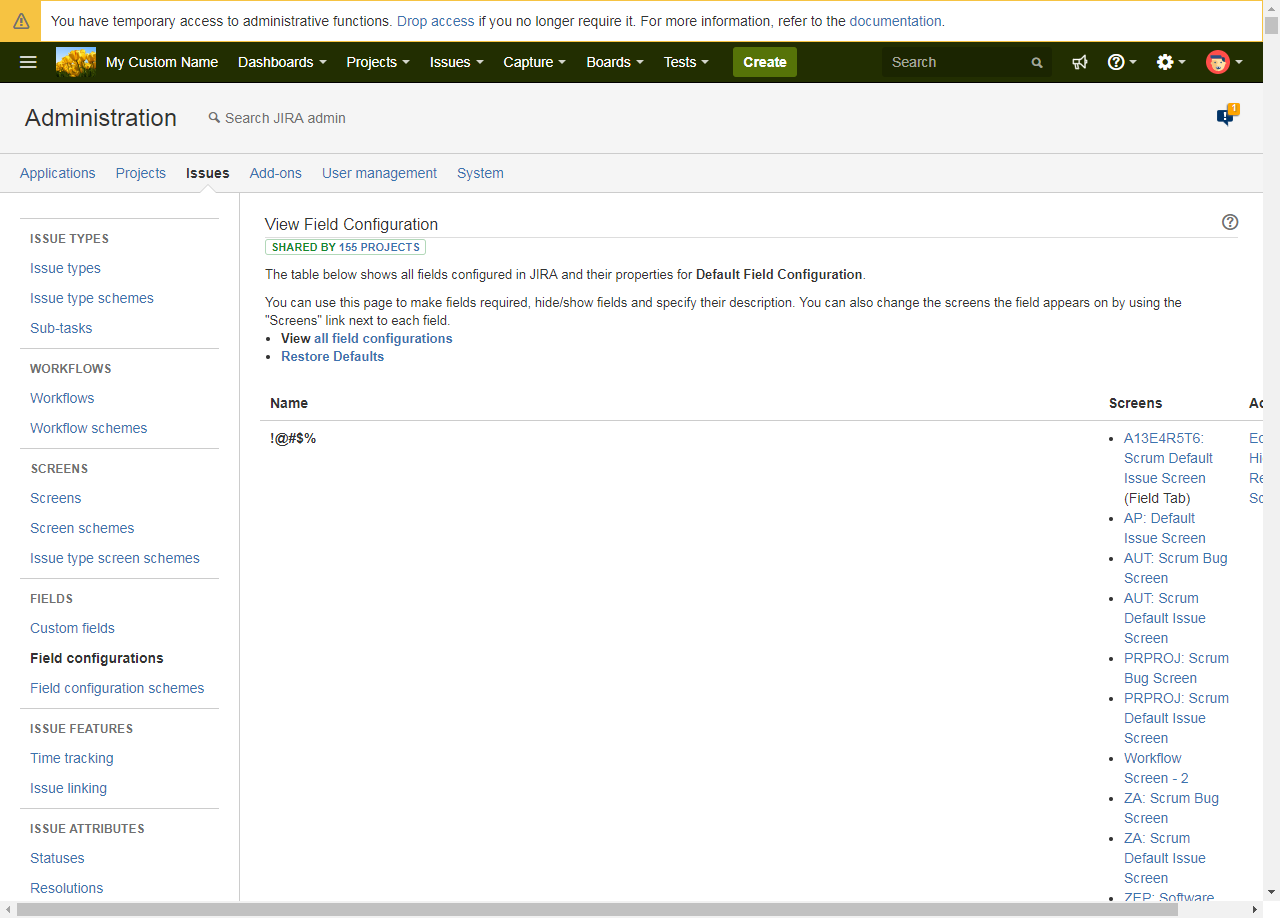 You have temporary access to administrative functions. Drop access if you no longer require it. For more information, refer to the documentation.
My Custom Name Dashboards Projects Issues Capture Boards Tests Create Search
Administration Search JIRA admin 1
Applications Projects Issues Add-ons User management System
ISSUE TYPES
Issue types
Issue type schemes
Sub-tasks
WORKFLOWS
Workflows
Workflow schemes
SCREENS
Screens
Screen schemes
Issue type screen schemes
FIELDS
Custom fields
Field configurations
Field configuration schemes
ISSUE FEATURES
Time tracking
Issue linking
ISSUE ATTRIBUTES
Statuses
Resolutions
View Field Configuration
SHARED BY 155 PROJECTS
The table below shows all fields configured in JIRA and their properties for Default Field Configuration.
You can use this page to make fields required, hide/show fields and specify their description. You can also change the screens the field appears on by using the
"Screens" link next to each field.
• View all field configurations
• Restore Defaults
Name Screens
!@#$%
• A13E4R5T6:
Scrum Default
Issue Screen
(Field Tab)
• AP: Default
Issue Screen
• AUT: Scrum Bug
Screen
• AUT: Scrum
Default Issue
Screen
• PRPROJ: Scrum
Bug Screen
• PRPROJ: Scrum
Default Issue
Screen
• Workflow
Screen - 2
• ZA: Scrum Bug
Screen
• ZA: Scrum
Default Issue
Screen
• ZEP: Software